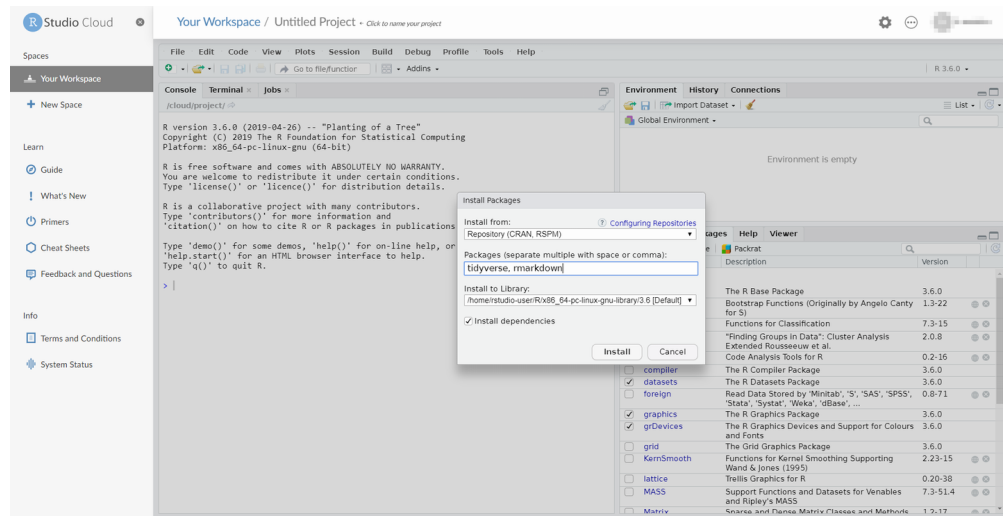 R Studio Cloud
Your Workspace / Untitled Project ← Click to name your project
Spaces
Your Workspace
New Space
Learn
Guide
What's New
Primers
Cheat Sheets
Feedback and Questions
Info
Terms and Conditions
System Status
File Edit Code View Plots Session Build Debug Profile Tools Help
Go to file/function Addins R 3.6.0
Console Terminal × Jobs ×
/cloud/project/
R version 3.6.0 (2019-04-26) -- "Planting of a Tree"
Copyright (C) 2019 The R Foundation for Statistical Computing
Platform: x86_64-pc-linux-gnu (64-bit)
R is free software and comes with ABSOLUTELY NO WARRANTY.
You are welcome to redistribute it under certain conditions.
Type 'license()' or 'licence()' for distribution details.
R is a collaborative project with many contributors.
Type 'contributors()' for more information and
'citation()' on how to cite R or R packages in publications
Type 'demo()' for some demos, 'help()' for on-line help, or
'help.start()' for an HTML browser interface to help.
Type 'q()' to quit R.
>
Install Packages
Install from: ? Configuring Repositories
Repository (CRAN, RSPM)
Packages (separate multiple with space or comma):
tidyverse, rmarkdown
Install to Library:
/home/rstudio-user/R/x86_64-pc-linux-gnu-library/3.6 [Default]
Install dependencies
Install Cancel
Environment History Connections
Import Dataset List
Global Environment
Environment is empty
Help Viewer
Packrat
Description Version
The R Base Package 3.6.0
Bootstrap Functions (Originally by Angelo Canty 1.3-22
for S)
Functions for Classification 7.3-15
"Finding Groups in Data": Cluster Analysis 2.0.8
Extended Rousseeuw et al.
Code Analysis Tools for R 0.2-16
compiler The R Compiler Package 3.6.0
datasets The R Datasets Package 3.6.0
foreign Read Data Stored by 'Minitab', 'S', 'SAS', 'SPSS', 0.8-71
'Stata', 'Systat', 'Weka', 'dBase', ...
graphics The R Graphics Package 3.6.0
grDevices The R Graphics Devices and Support for Colours 3.6.0
and Fonts
grid The Grid Graphics Package 3.6.0
KernSmooth Functions for Kernel Smoothing Supporting 2.23-15
Wand & Jones (1995)
lattice Trellis Graphics for R 0.20-38
MASS Support Functions and Datasets for Venables 7.3-51.4
and Ripley's MASS
Matrix Sparse and Dense Matrix Classes and Methods 1.2-17